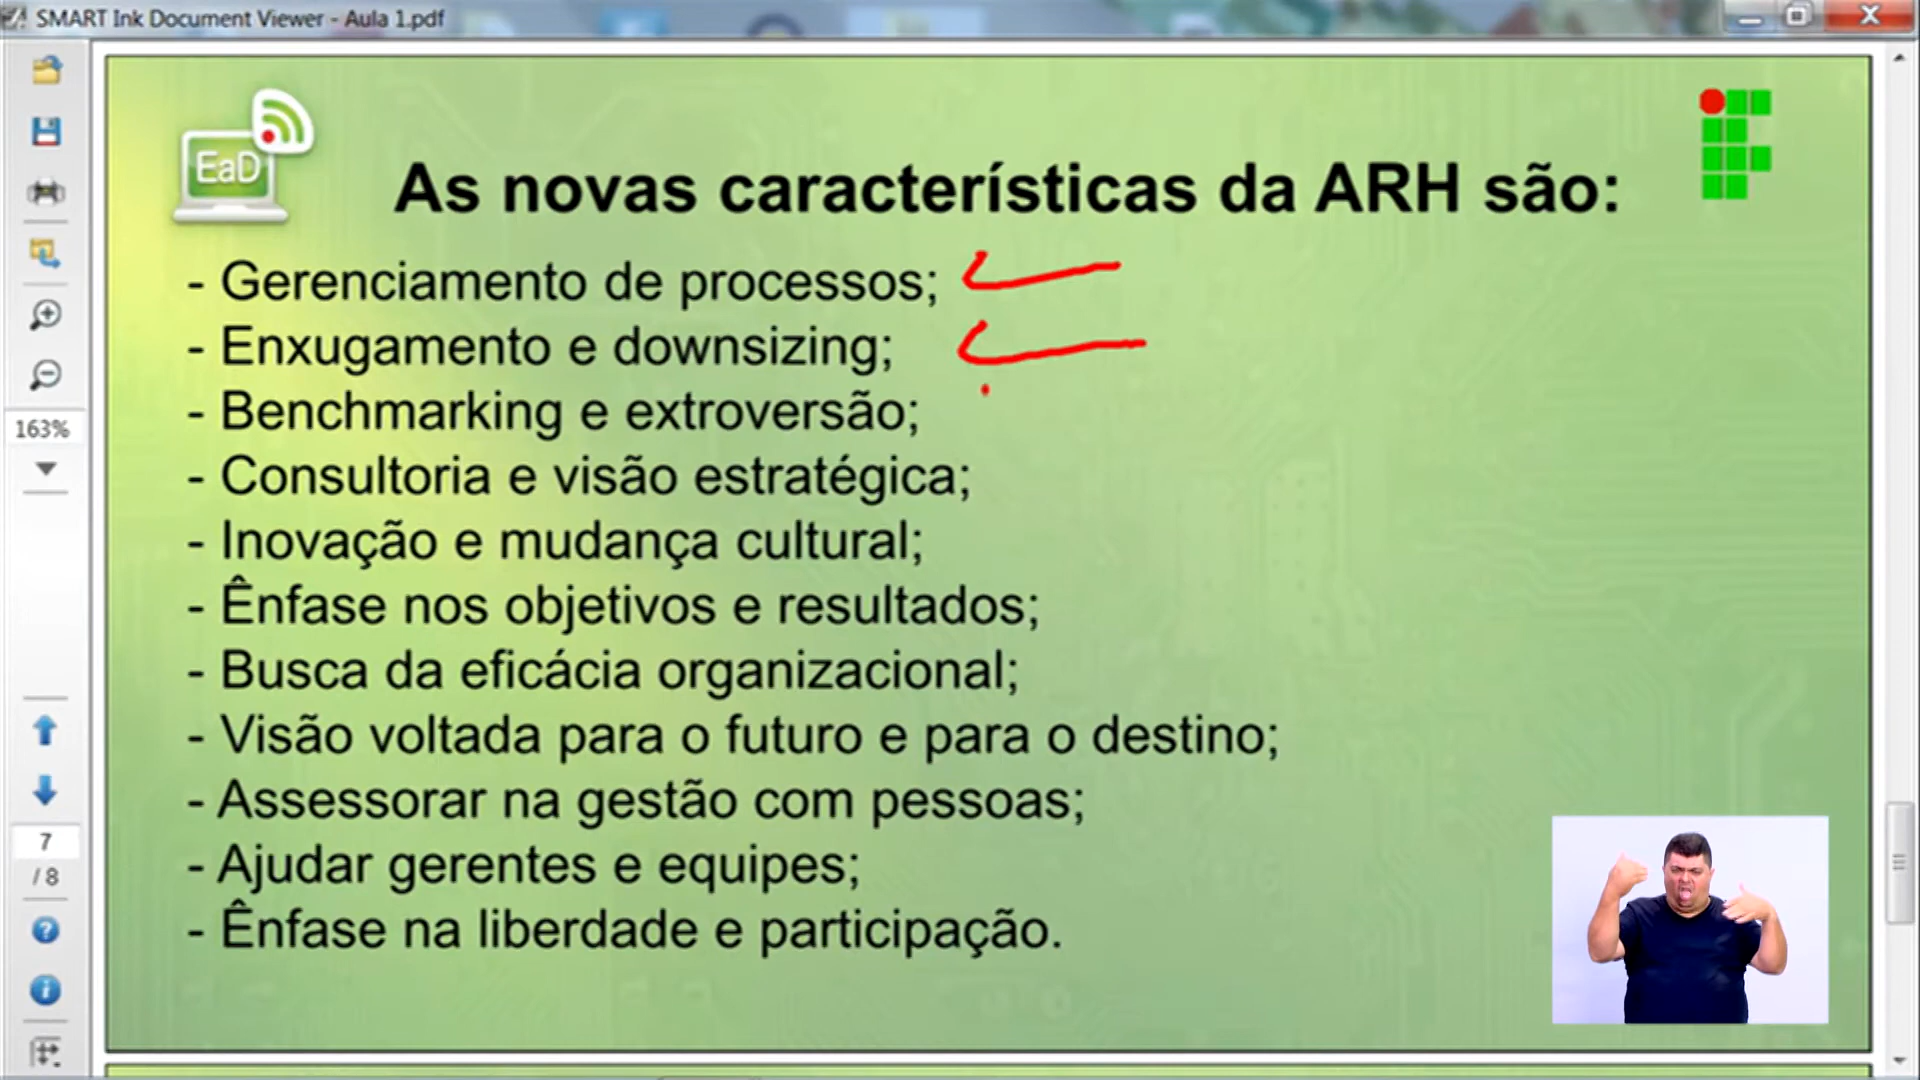 SMART Ink Document Viewer - Aula 1.pdf
EaD
As novas características da ARH são:
- Gerenciamento de processos;
- Enxugamento e downsizing;
- Benchmarking e extroversão;
- Consultoria e visão estratégica;
- Inovação e mudança cultural;
- Ênfase nos objetivos e resultados;
- Busca da eficácia organizacional;
- Visão voltada para o futuro e para o destino;
- Assessorar na gestão com pessoas;
- Ajudar gerentes e equipes;
- Ênfase na liberdade e participação.
163%
7
/ 8